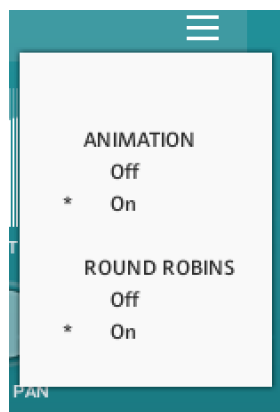 ANIMATION
Off
* On
ROUND ROBINS
Off
* On
T
PAN